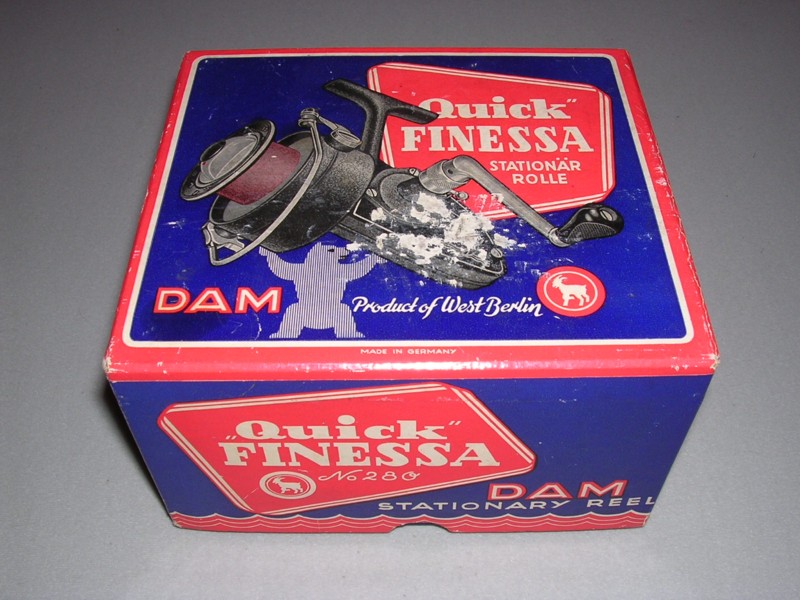 Quick"
FINESSA
STATIONÄR
ROLLE
DAM
Product of West Berlin
MADE IN GERMANY
„Quick"
FINESSA
No 280
DAM
STATIONARY REEL